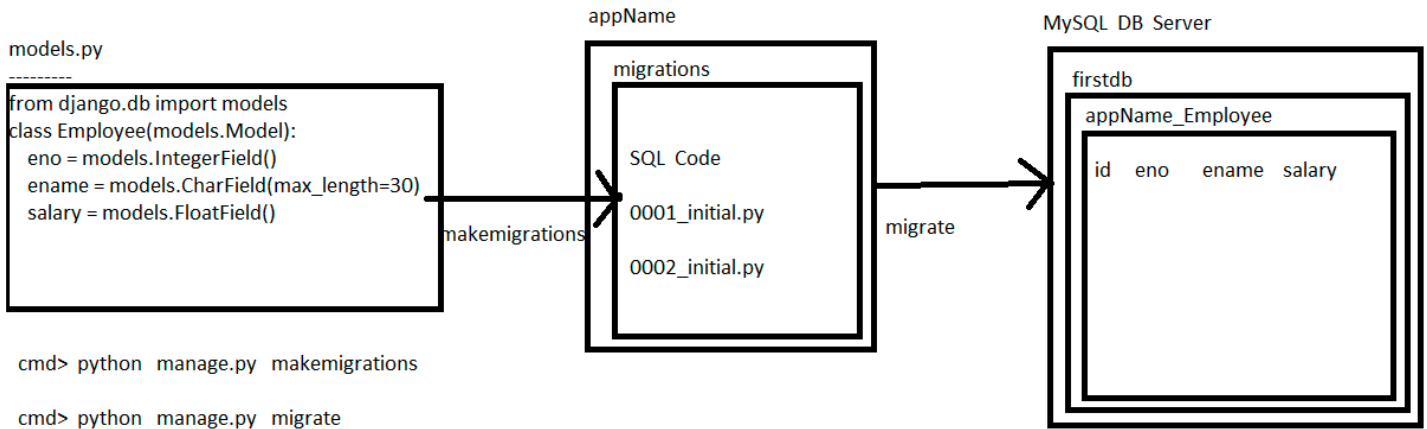 models.py
---------
from django.db import models
class Employee(models.Model):
    eno = models.IntegerField()
    ename = models.CharField(max_length=30)
    salary = models.FloatField()
makemigrations
appName
migrations
SQL Code
0001_initial.py
0002_initial.py
migrate
MySQL DB Server
firstdb
appName_Employee
id eno ename salary
cmd> python manage.py makemigrations
cmd> python manage.py migrate